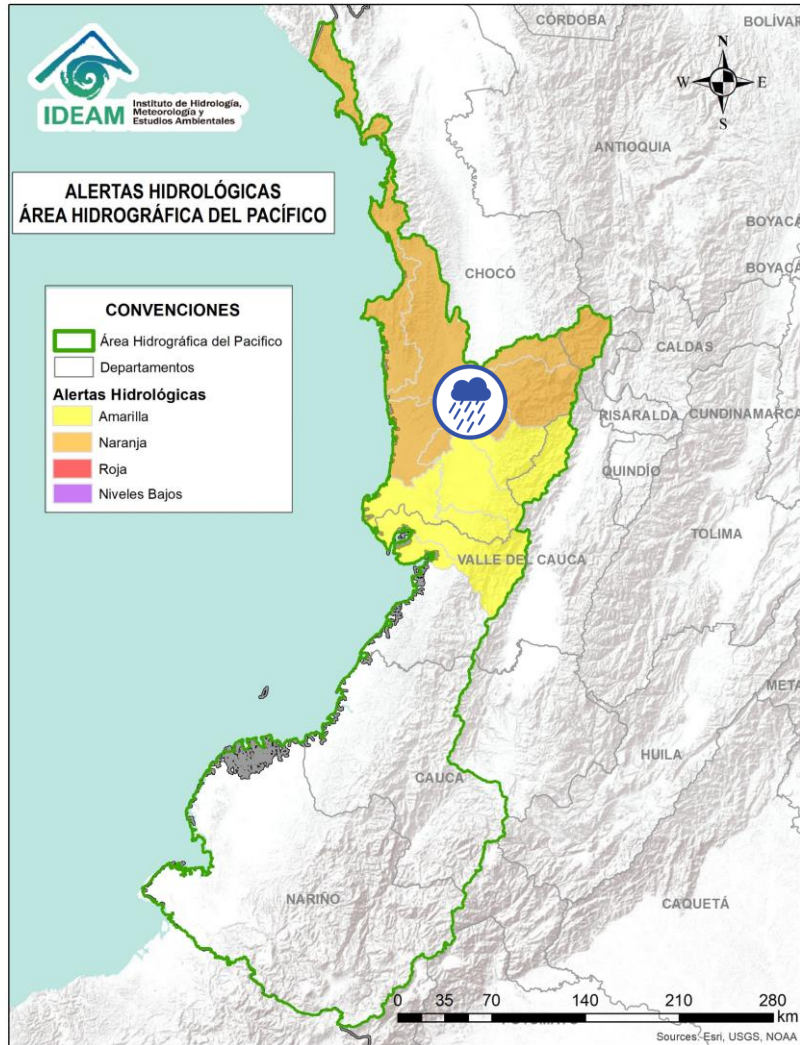 CÓRDOBA
BOLÍVAR
N
W E
S
IDEAM
Instituto de Hidrología,
Meteorología y
Estudios Ambientales
ANTIOQUIA
ALERTAS HIDROLÓGICAS
ÁREA HIDROGRÁFICA DEL PACÍFICO
BOYACÁ
BOYACÁ
CHOCÓ
CONVENCIONES
Área Hidrográfica del Pacifico
Departamentos
Alertas Hidrológicas
Amarilla
Naranja
Roja
Niveles Bajos
CALDAS
RISARALDA
CUNDINAMARCA
QUINDÍO
TOLIMA
VALLE DEL CAUCA
META
HUILA
CAUCA
NARIÑO
CAQUETÁ
0 35 70 140 210 280
km
Sources: Esri, USGS, NOAA